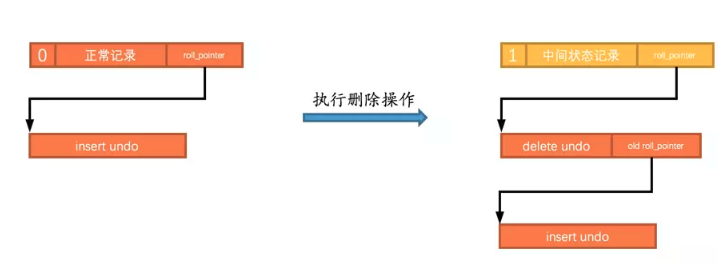 0 正常记录 roll_pointer
insert undo
执行删除操作
1 中间状态记录 roll_pointer
delete undo old roll_pointer
insert undo